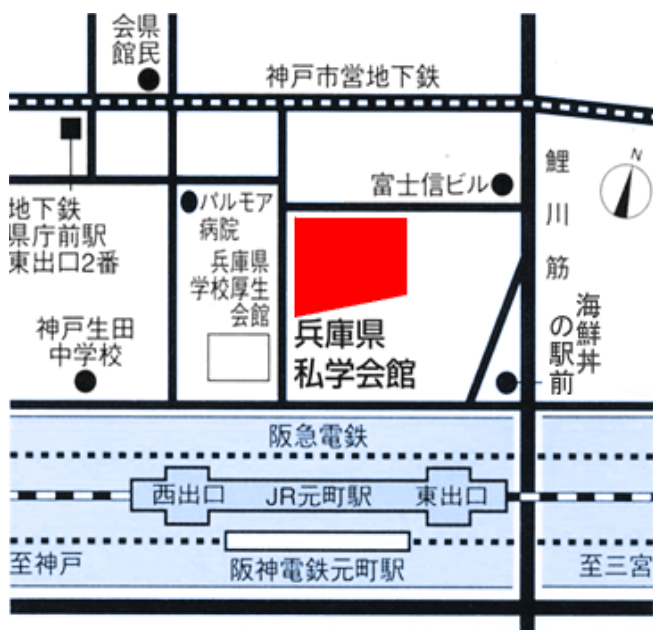 会県
館民
神戸市営地下鉄
富士信ビル
鯉川筋
N
地下鉄
県庁前駅
東出口2番
パルモア
病院
兵庫県
学校厚生
会館
神戸生田
中学校
兵庫県
私学会館
海鮮丼
の駅前
阪急電鉄
西出口
JR元町駅
東出口
至神戸
阪神電鉄元町駅
至三宮